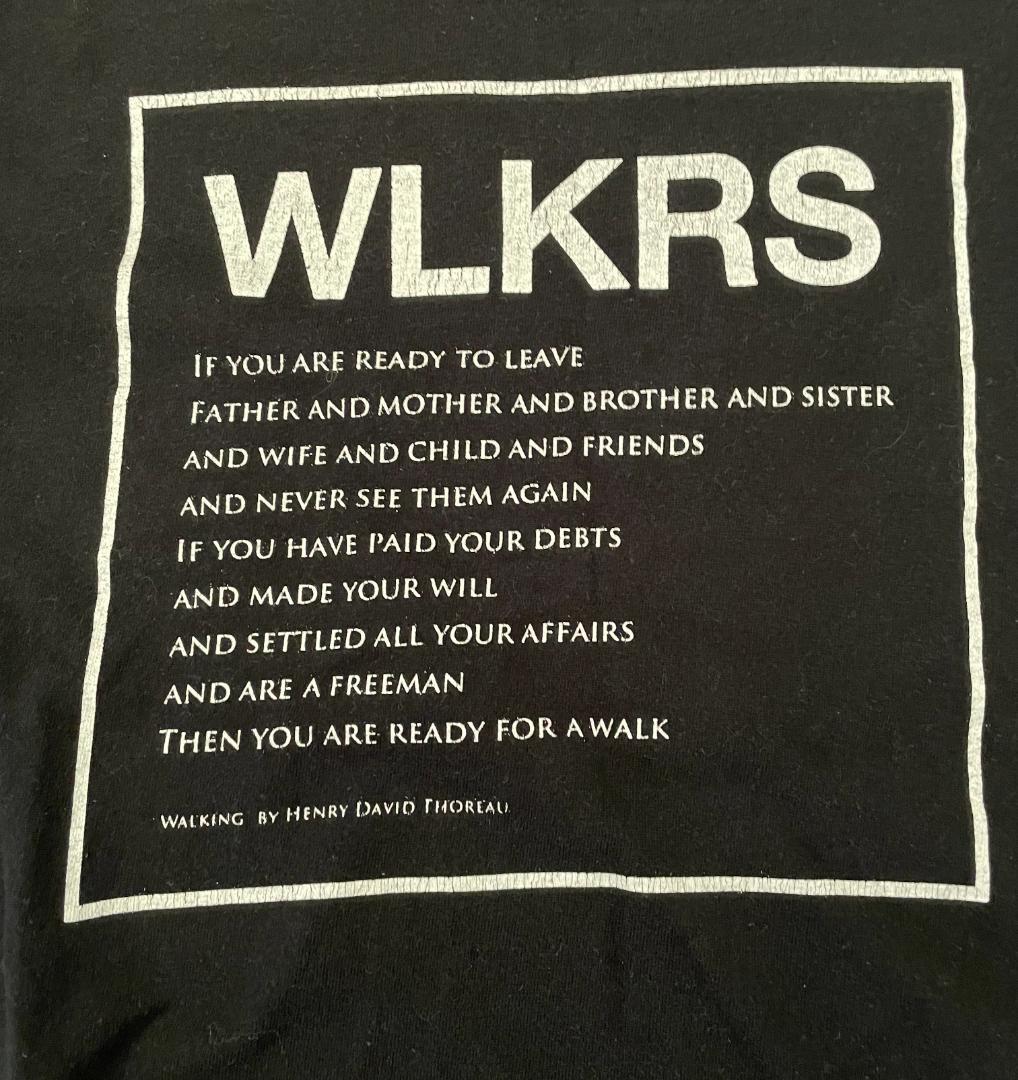 WLKRS
IF YOU ARE READY TO LEAVE
FATHER AND MOTHER AND BROTHER AND SISTER
AND WIFE AND CHILD AND FRIENDS
AND NEVER SEE THEM AGAIN
IF YOU HAVE PAID YOUR DEBTS
AND MADE YOUR WILL
AND SETTLED ALL YOUR AFFAIRS
AND ARE A FREEMAN
THEN YOU ARE READY FOR A WALK
WALKING BY HENRY DAVID THOREAU